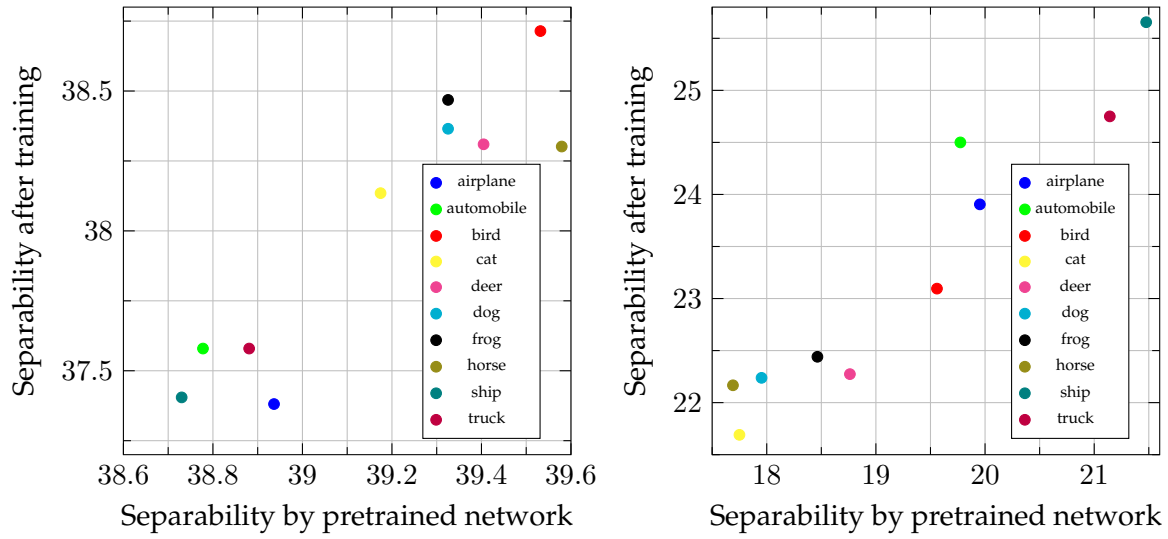 Separability after training
38.5
38
37.5
38.6
38.8
39
39.2
39.4
39.6
Separability by pretrained network
airplane
automobile
bird
cat
deer
dog
frog
horse
ship
truck
Separability after training
25
24
23
22
18
19
20
21
Separability by pretrained network
airplane
automobile
bird
cat
deer
dog
frog
horse
ship
truck